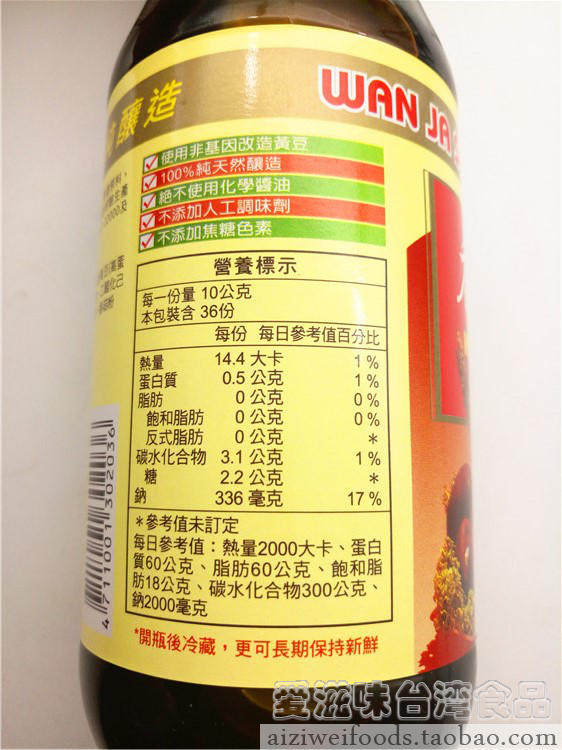 釀造
WAN JA
使用非基因改造黃豆
100%純天然釀造
絕不使用化學醬油
不添加人工調味劑
不添加焦糖色素
營養標示
每一份量 10公克
本包裝含 36份
每份 每日參考值百分比
熱量 14.4 大卡 1%
蛋白質 0.5 公克 1%
脂肪 0 公克 0%
飽和脂肪 0 公克 0%
反式脂肪 0 公克 *
碳水化合物 3.1 公克 1%
糖 2.2 公克 *
鈉 336 毫克 17%
*參考值未訂定
每日參考值：熱量2000大卡、蛋白
質60公克、脂肪60公克、飽和脂
肪18公克、碳水化合物300公克、
鈉2000毫克
*開瓶後冷藏，更可長期保持新鮮
4711001302036
愛滋味台湾食品
aiziweifoods.taobao.com